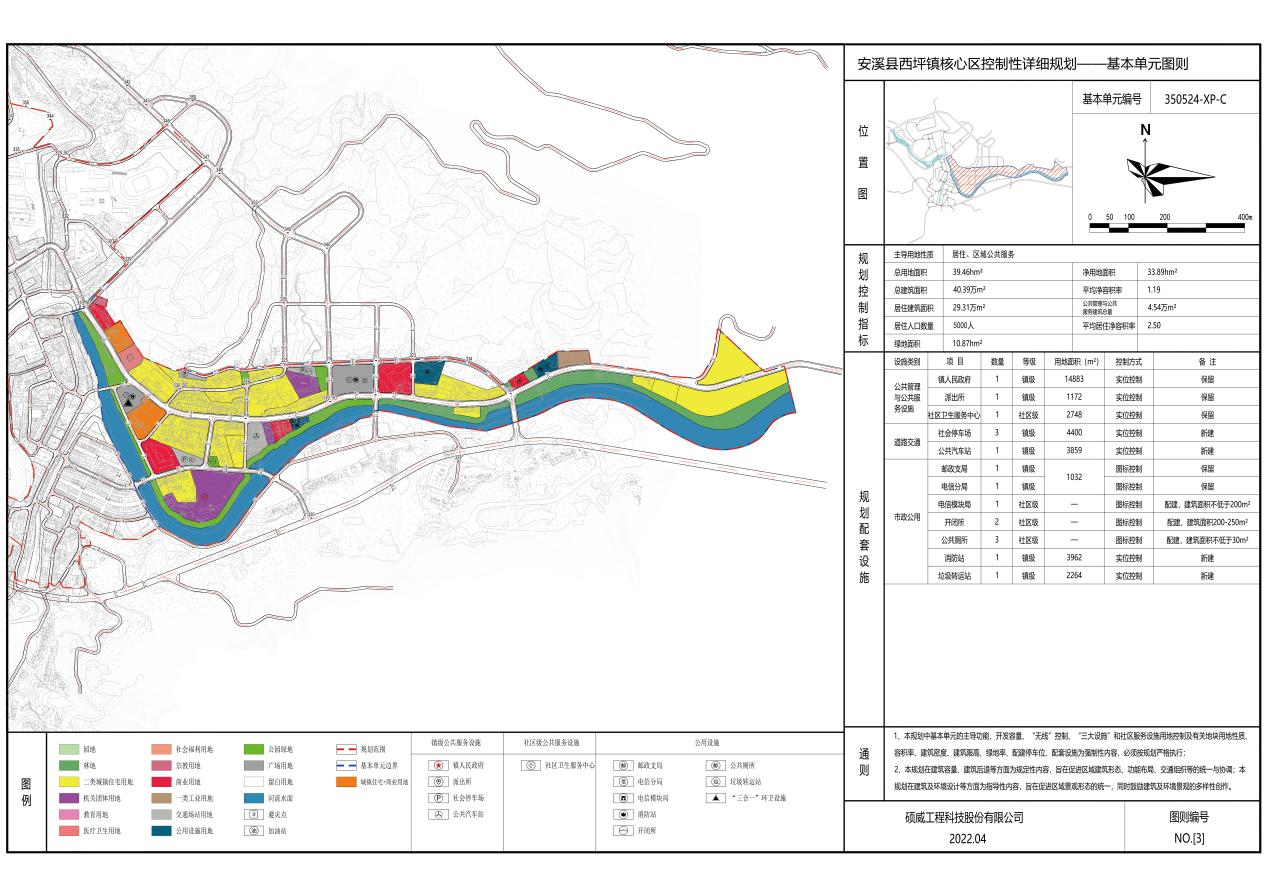 安溪县西坪镇核心区控制性详细规划——基本单元图则
位置图
基本单元编号 350524-XP-C
N
0 50 100 200 400m
规划控制指标
主导用地性质 居住、区域公共服务
总用地面积 39.46hm² 净用地面积 33.89hm²
总建筑面积 40.39万m² 平均净容积率 1.19
居住建筑面积 29.31万m² 公共管理与公共服务建筑总量 4.54万m²
居住人口数量 5000人 平均居住净容积率 2.50
绿地面积 10.87hm²
规划配套设施
设施类别 项 目 数量 等级 用地面积（m²） 控制方式 备 注
公共管理与公共服务设施
镇人民政府 1 镇级 14883 实位控制 保留
派出所 1 镇级 1172 实位控制 保留
社区卫生服务中心 1 社区级 2748 实位控制 保留
道路交通
社会停车场 3 镇级 4400 实位控制 新建
公共汽车站 1 镇级 3859 实位控制 新建
市政公用
邮政支局 1 镇级 1032 图标控制 保留
电信分局 1 镇级 图标控制 保留
电信模块局 1 社区级 — 图标控制 配建，建筑面积不低于200m²
开闭所 2 社区级 — 图标控制 配建，建筑面积200-250m²
公共厕所 3 社区级 — 图标控制 配建，建筑面积不低于30m²
消防站 1 镇级 3962 实位控制 新建
垃圾转运站 1 镇级 2264 实位控制 新建
通则
1、本规划中基本单元的主导功能、开发容量、“五线”控制、“三大设施”和社区服务设施用地控制及有关地块用地性质、
容积率、建筑密度、建筑限高、绿地率、配建停车位、配套设施为强制性内容，必须按规划严格执行；
2、本规划在建筑容量、建筑后退等方面为规定性内容，旨在促进区域建筑形态、功能布局、交通组织等的统一与协调；本
规划在建筑及环境设计等方面为指导性内容，旨在促进区域景观形态的统一，同时鼓励建筑及环境景观的多样性创作。
硕威工程科技股份有限公司
2022.04
图则编号
NO.[3]
图例
园地 社会福利用地 公园绿地 规划范围
林地 宗教用地 广场用地 基本单元边界
二类城镇住宅用地 商业用地 留白用地 城镇住宅+商业用地
机关团体用地 一类工业用地 河流水面
教育用地 交通场站用地 避灾点
医疗卫生用地 公用设施用地 加油站
镇级公共服务设施
镇人民政府
派出所
社会停车场
公共汽车站
社区级公共服务设施
社区卫生服务中心
公用设施
邮政支局 公共厕所
电信分局 垃圾转运站
电信模块局 “三合一”环卫设施
消防站
开闭所